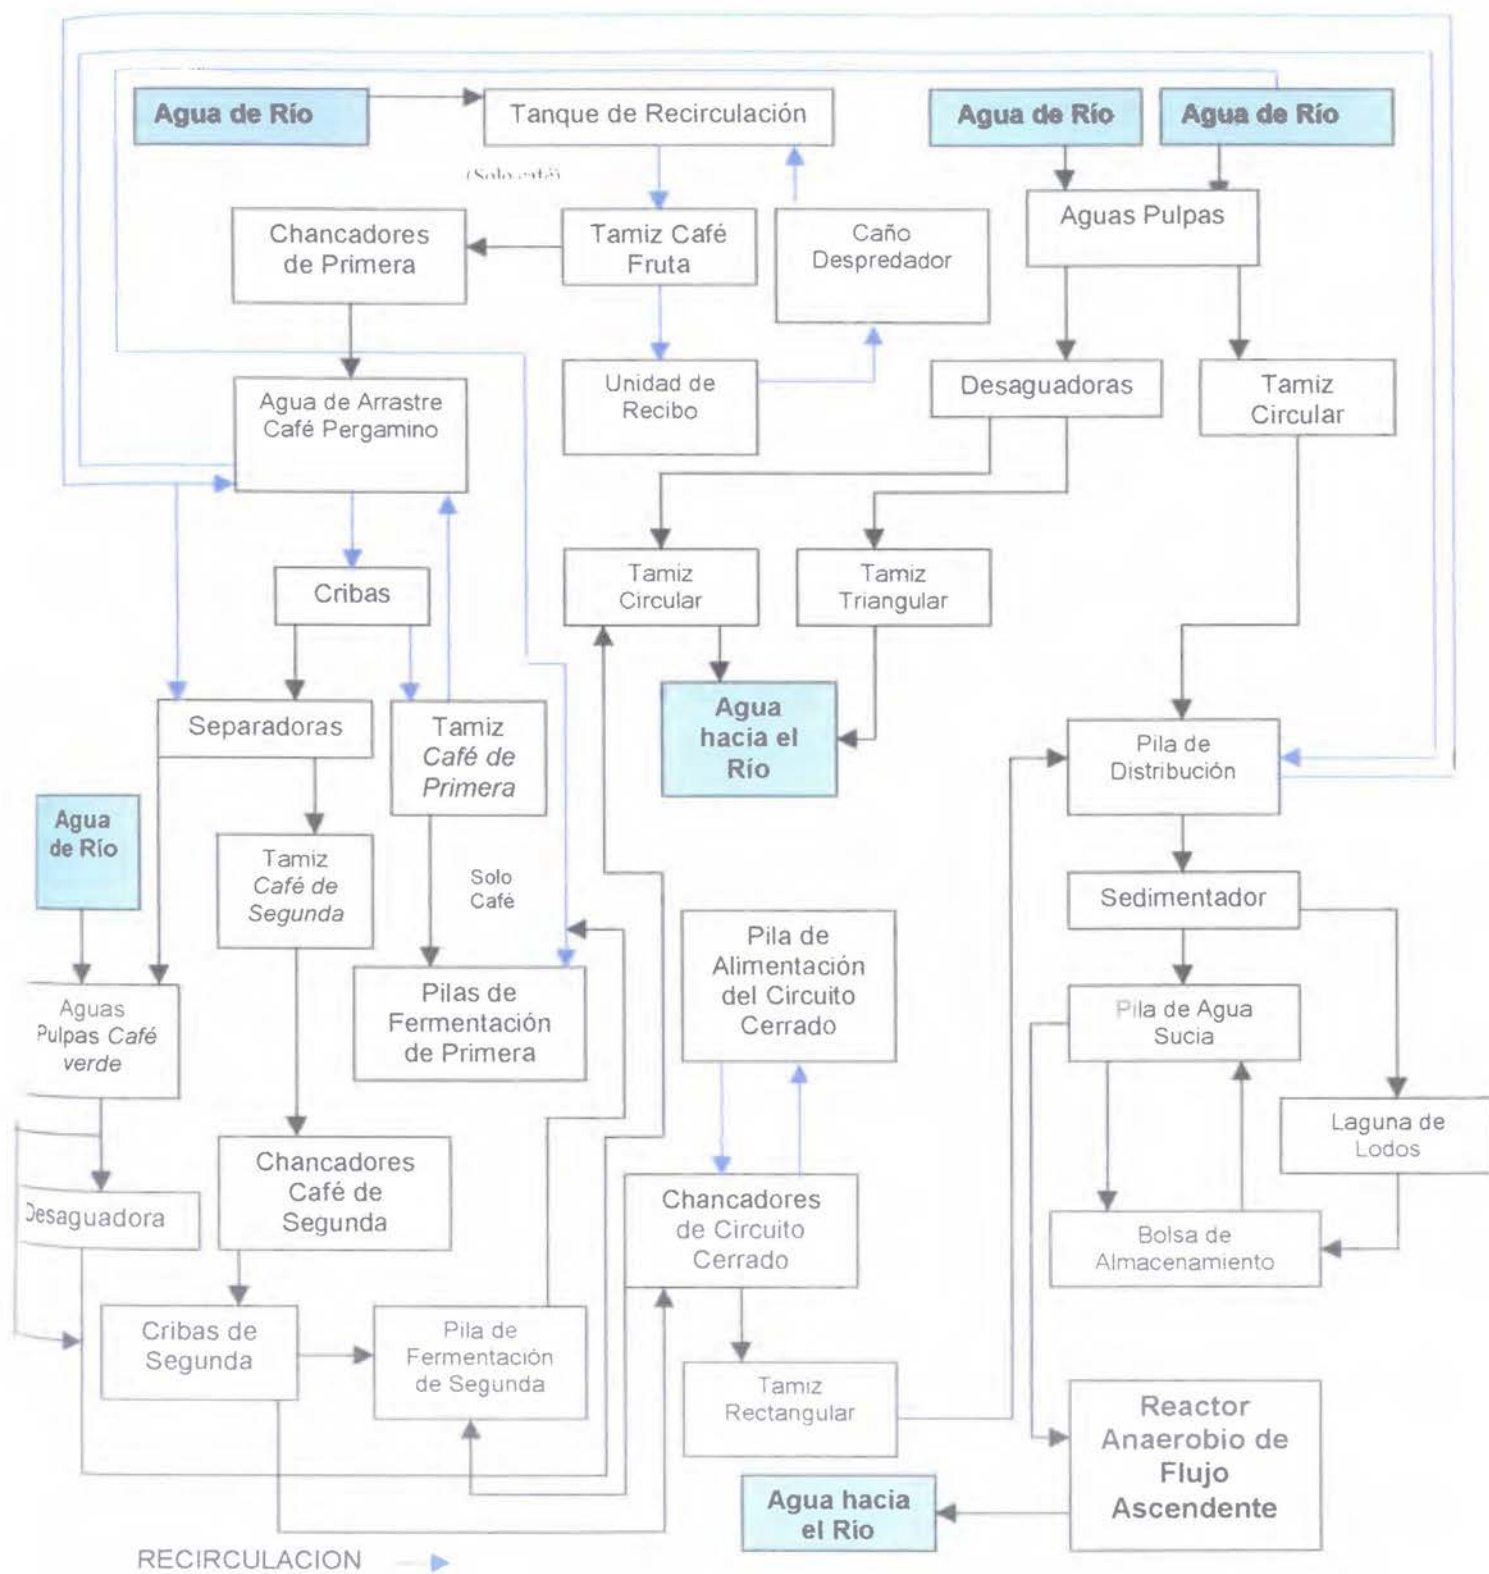 Agua de Río
Tanque de Recirculación
Agua de Río
Agua de Río
(Solo café)
Chancadores
de Primera
Tamiz Café
Fruta
Caño
Despredador
Aguas Pulpas
Agua de Arrastre
Café Pergamino
Unidad de
Recibo
Desaguadoras
Tamiz
Circular
Cribas
Tamiz
Circular
Tamiz
Triangular
Separadoras
Tamiz
Café de
Primera
Agua
hacia el
Río
Pila de
Distribución
Agua
de Río
Tamiz
Café de
Segunda
Solo
Café
Sedimentador
Pila de
Alimentación
del Circuito
Cerrado
Aguas
Pulpas Café
verde
Pilas de
Fermentación
de Primera
Pila de Agua
Sucia
Laguna de
Lodos
Chancadores
Café de
Segunda
Desaguadora
Chancadores
de Circuito
Cerrado
Bolsa de
Almacenamiento
Cribas de
Segunda
Pila de
Fermentación
de Segunda
Tamiz
Rectangular
Reactor
Anaerobio de
Flujo
Ascendente
Agua hacia
el Río
RECIRCULACION